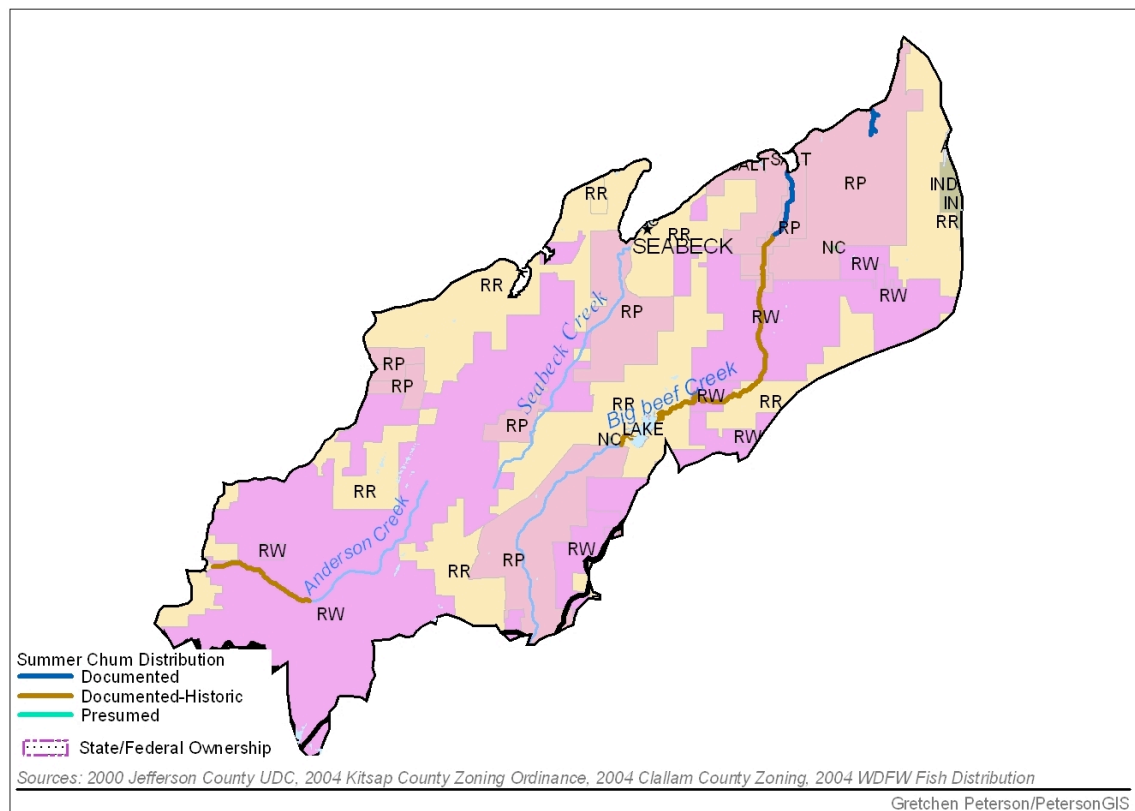 RP
IND
IN
RR
SALT
RP
RR
RR
SEABECK
NC
RW
RW
RR
Seabeck Creek
RP
RW
RP
RP
RR
Big beef Creek
RW
RR
RP
LAKE
NC
RW
RR
Anderson Creek
RW
RP
RW
RR
RW
Summer Chum Distribution
Documented
Documented-Historic
Presumed
State/Federal Ownership
Sources: 2000 Jefferson County UDC, 2004 Kitsap County Zoning Ordinance, 2004 Clallam County Zoning, 2004 WDFW Fish Distribution
Gretchen Peterson/PetersonGIS